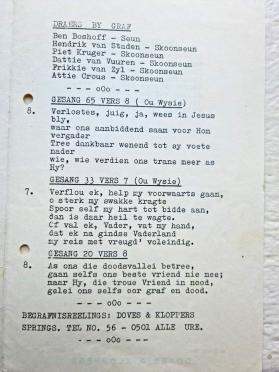 DRAERS BY GRAF
Ben Boshoff - Seun
Hendrik van Staden - Skoonseun
Piet Kruger - Skoonseun
Dattie van Vuuren - Skoonseun
Frikkie van Zyl - Skoonseun
Attie Crous - Skoonseun
- - - oOo - - -
GESANG 65 VERS 8 ( Ou Wysie)
8. Verlostes, juig, ja, wees in Jesus
bly,
waar ons aanbiddend saam voor Hom
vergader
Tree dankbaar wenend tot sy voete
nader
wie, wie verdien ons trane meer as
Hy?
GESANG 33 VERS 7 (Ou Wysie)
7. Verflou ek, help my voorwaarts gaan,
o sterk my swakke kragte
Spoor self my hart tot bidde aan,
dan is daar heil te wagte.
Of val ek, Vader, vat my hand,
dat ek na gindse Vaderland
my reis met vreugd' voleindig.
GESANG 20 VERS 8
8. As ons die doodsvallei betree,
gaan selfs ons beste vriend nie mee;
maar Hy, die troue Vriend in nood,
gelei ons selfs oor graf en dood.
- - - oOo - - -
BEGRAFNISREELINGS: DOVES & KLOPPERS
SPRINGS. TEL NO. 56 - 0501 ALLE URE.
- - - oOo - - -